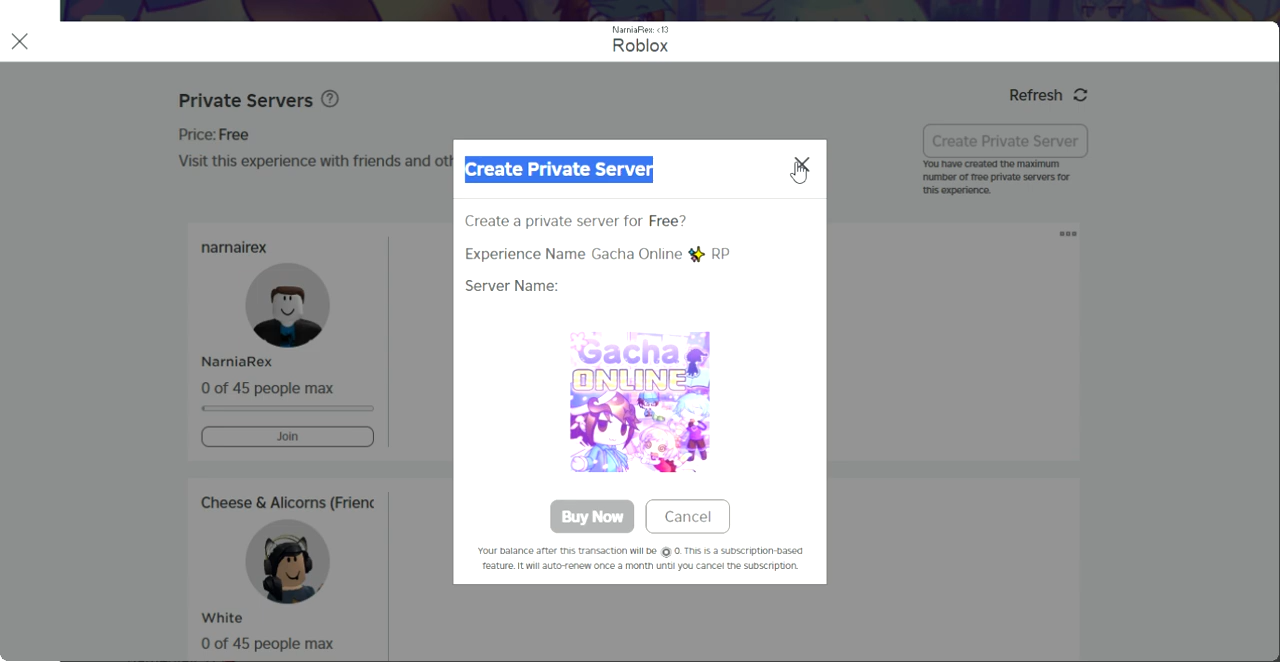 NarniaRex: <13
Roblox
Private Servers
Refresh
Price: Free
Create Private Server
Visit this experience with friends and oth
You have created the maximum
number of free private servers for
this experience.
Create Private Server
Create a private server for Free?
Experience Name Gacha Online ✨ RP
Server Name:
Gacha
ONLINE
Buy Now
Cancel
Your balance after this transaction will be 0. This is a subscription-based
feature. It will auto-renew once a month until you cancel the subscription.
narnairex
NarniaRex
0 of 45 people max
Join
Cheese & Alicorns (Friend
White
0 of 45 people max